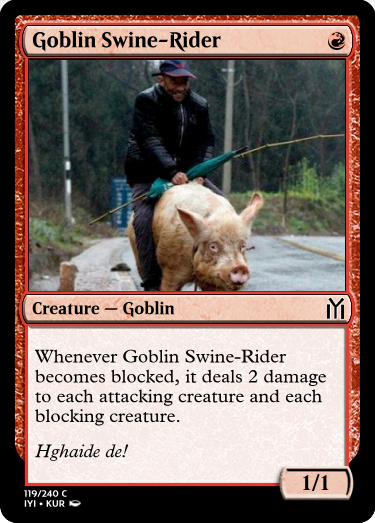 Goblin Swine-Rider
Creature — Goblin
Whenever Goblin Swine-Rider
becomes blocked, it deals 2 damage
to each attacking creature and each
blocking creature.
Hghaide de!
1/1
119/240 C
IYI • KUR